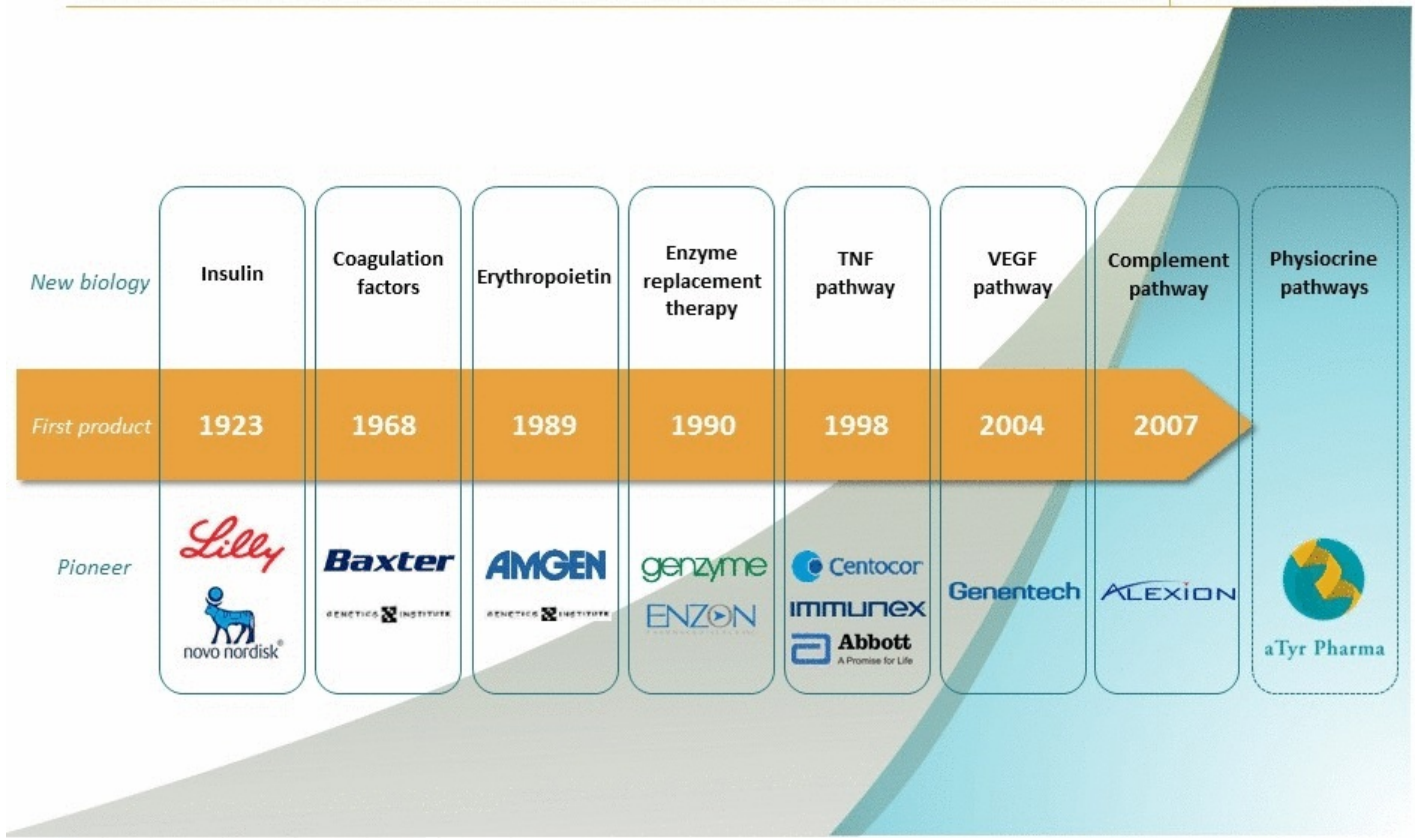 New biology
Insulin
Coagulation
factors
Erythropoietin
Enzyme
replacement
therapy
TNF
pathway
VEGF
pathway
Complement
pathway
Physiocrine
pathways
First product
1923
1968
1989
1990
1998
2004
2007
Pioneer
Lilly
novo nordisk®
Baxter
GENETICS INSTITUTE
AMGEN
GENETICS INSTITUTE
genzyme
ENZON
Centocor
IMMUNEX
Abbott
A Promise for Life
Genentech
ALEXION
aTyr Pharma